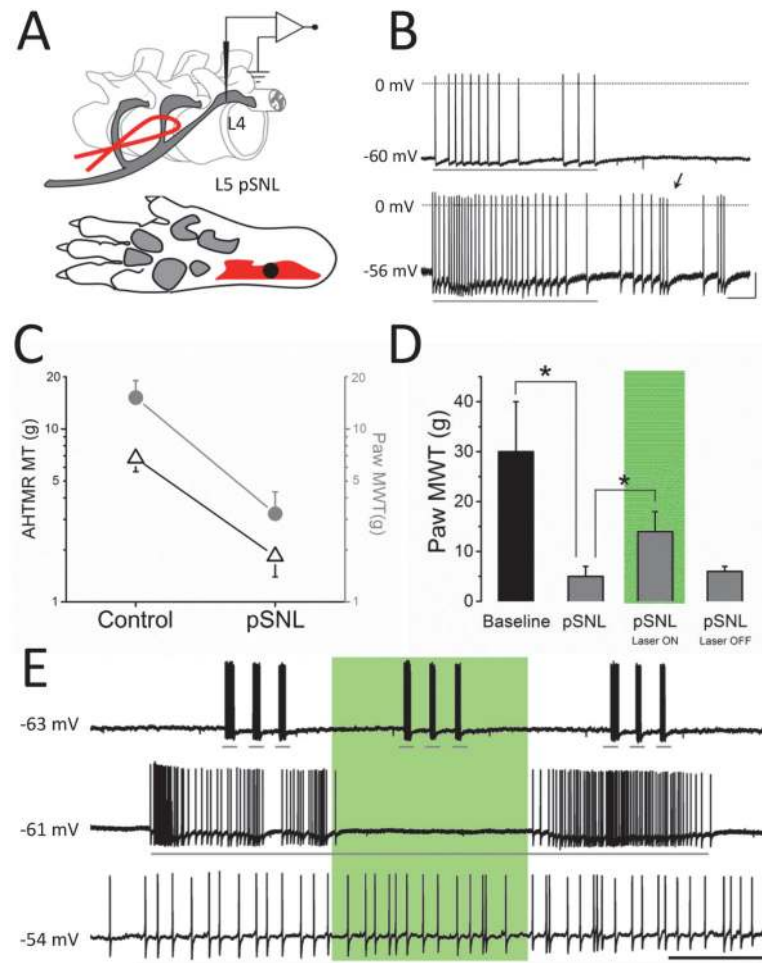 A
L4
L5 pSNL
B
0 mV
-60 mV
0 mV
-56 mV
C
20
10
5
1
AHTMR MT (g)
20
10
5
1
Paw MWT(g)
Control
pSNL
D
*
*
40
30
20
10
0
Paw MWT (g)
Baseline
pSNL
pSNL
Laser ON
pSNL
Laser OFF
E
-63 mV
-61 mV
-54 mV